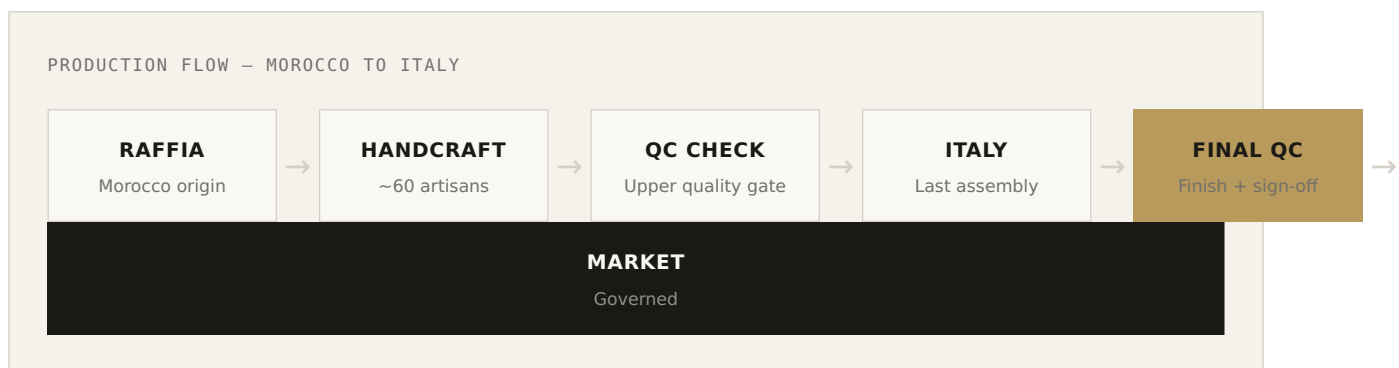 PRODUCTION FLOW — MOROCCO TO ITALY
RAFFIA
Morocco origin
→
HANDCRAFT
~60 artisans
→
QC CHECK
Upper quality gate
→
ITALY
Last assembly
→
FINAL QC
Finish + sign-off
→
MARKET
Governed